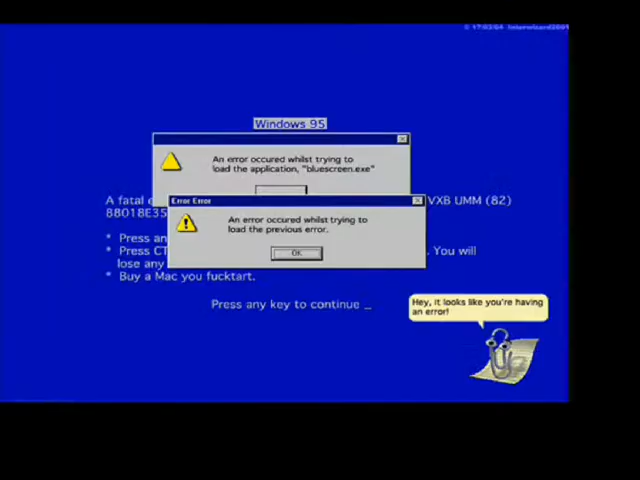 Windows 95
An error occured whilst trying to
load the application, "bluescreen.exe"
A fatal e
VXB UMM (82)
88018E35
Error Error
An error occured whilst trying to
load the previous error.
OK
* Press an
* Press CT
. You will
lose any
* Buy a Mac you fucktart.
Press any key to continue _
Hey, it looks like you're having
an error!